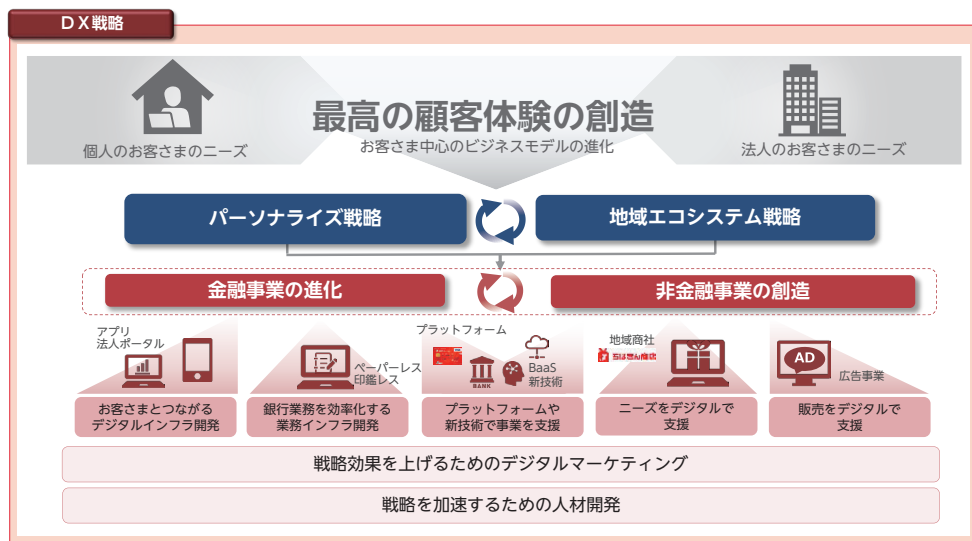 DX戦略
最高の顧客体験の創造
お客さま中心のビジネスモデルの進化
個人のお客さまのニーズ
法人のお客さまのニーズ
パーソナライズ戦略
地域エコシステム戦略
金融事業の進化
非金融事業の創造
アプリ
法人ポータル
ペーパーレス
印鑑レス
プラットフォーム
BANK
BaaS
新技術
地域商社
ちばぎん商店
AD
広告事業
お客さまとつながる
デジタルインフラ開発
銀行業務を効率化する
業務インフラ開発
プラットフォームや
新技術で事業を支援
ニーズをデジタルで
支援
販売をデジタルで
支援
戦略効果を上げるためのデジタルマーケティング
戦略を加速するための人材開発